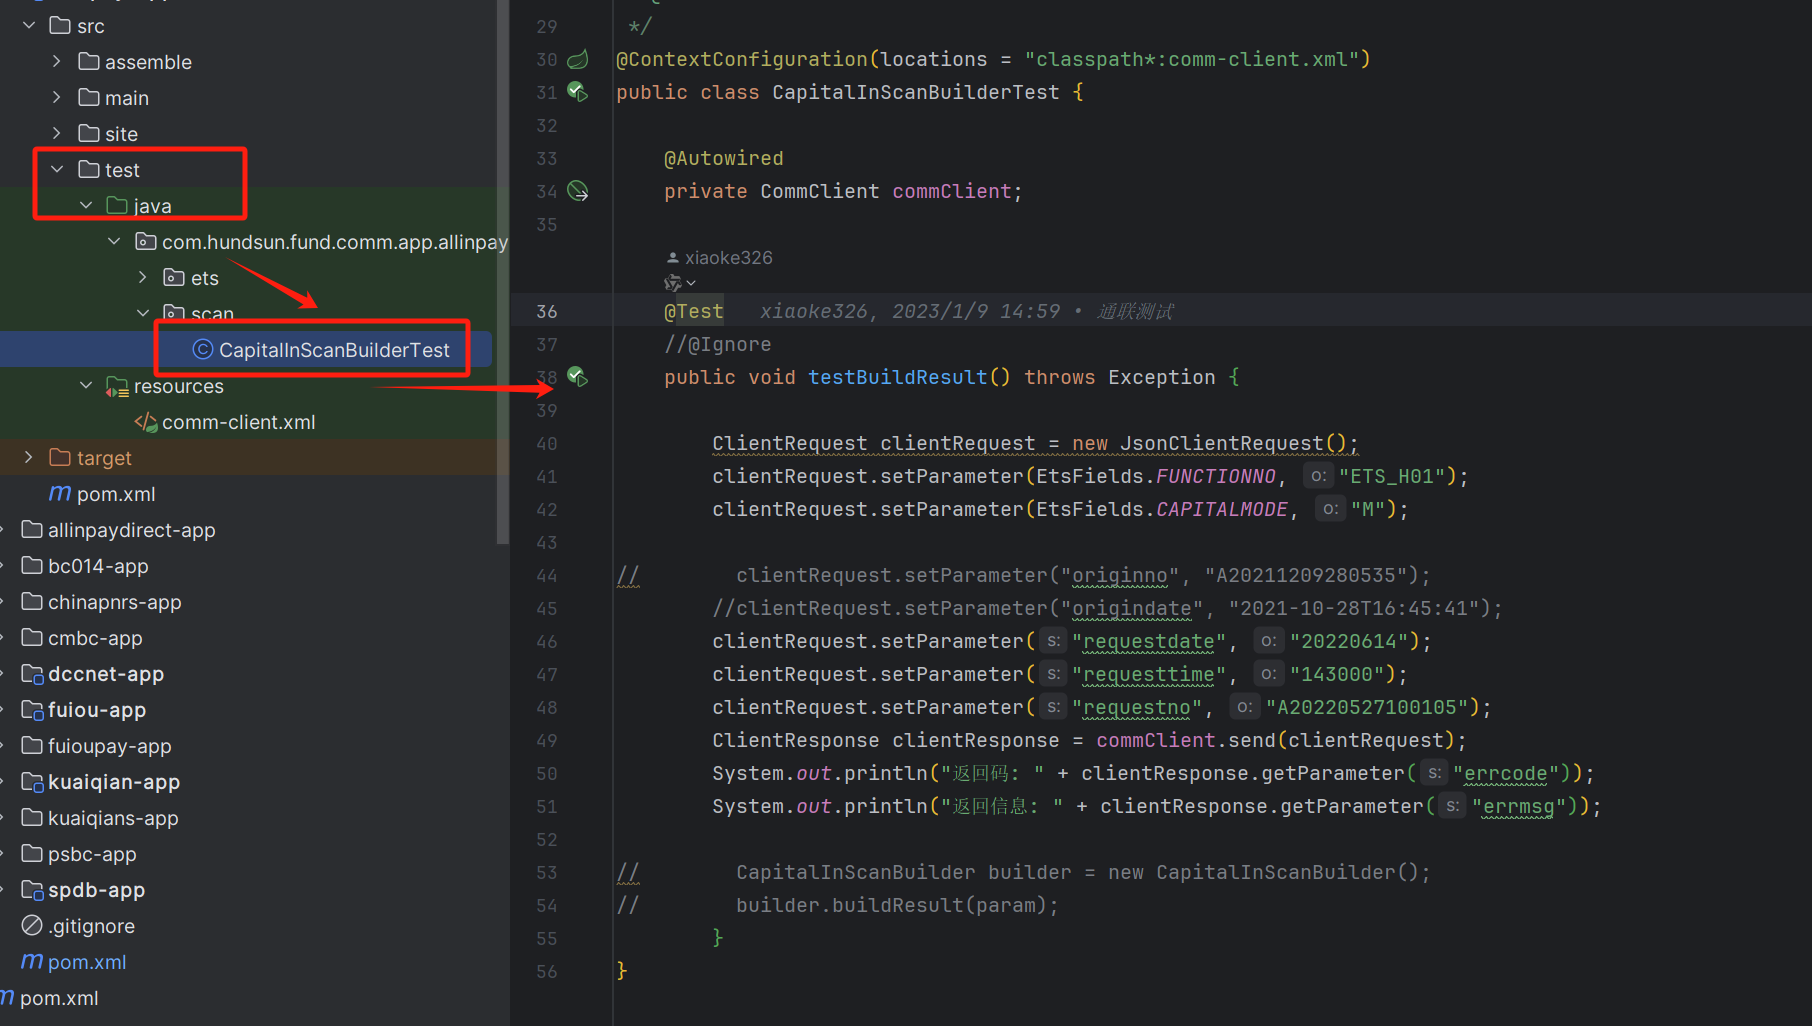 src
assemble
main
site
test
java
com.hundsun.fund.comm.app.allinpay
ets
scan
CapitalInScanBuilderTest
resources
comm-client.xml
target
pom.xml
allinpaydirect-app
bc014-app
chinapnrs-app
cmbc-app
dccnet-app
fuiou-app
fuioupay-app
kuaiqian-app
kuaiqians-app
psbc-app
spdb-app
.gitignore
pom.xml
pom.xml
29 */
30 @ContextConfiguration(locations = "classpath*:comm-client.xml")
31 public class CapitalInScanBuilderTest {
32
33 @Autowired
34 private CommClient commClient;
35
xiaoke326
36 @Test xiaoke326, 2023/1/9 14:59 • 通联测试
37 //@Ignore
38 public void testBuildResult() throws Exception {
39
40 ClientRequest clientRequest = new JsonClientRequest();
41 clientRequest.setParameter(EtsFields.FUNCTIONNO, o: "ETS_H01");
42 clientRequest.setParameter(EtsFields.CAPITALMODE, o: "M");
43
44 // clientRequest.setParameter("originno", "A20211209280535");
45 //clientRequest.setParameter("origindate", "2021-10-28T16:45:41");
46 clientRequest.setParameter( s: "requestdate", o: "20220614");
47 clientRequest.setParameter( s: "requesttime", o: "143000");
48 clientRequest.setParameter( s: "requestno", o: "A20220527100105");
49 ClientResponse clientResponse = commClient.send(clientRequest);
50 System.out.println("返回码: " + clientResponse.getParameter( s: "errcode"));
51 System.out.println("返回信息: " + clientResponse.getParameter( s: "errmsg"));
52
53 // CapitalInScanBuilder builder = new CapitalInScanBuilder();
54 // builder.buildResult(param);
55 }
56 }